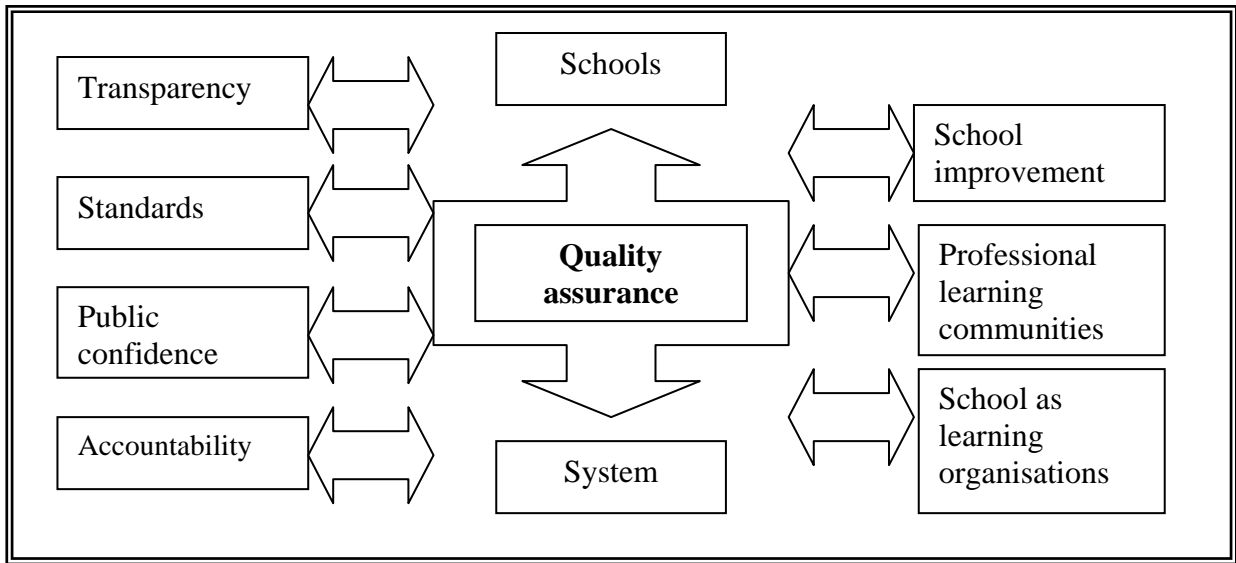 Transparency
Standards
Public
confidence
Accountability
Schools
Quality
assurance
System
School
improvement
Professional
learning
communities
School as
learning
organisations